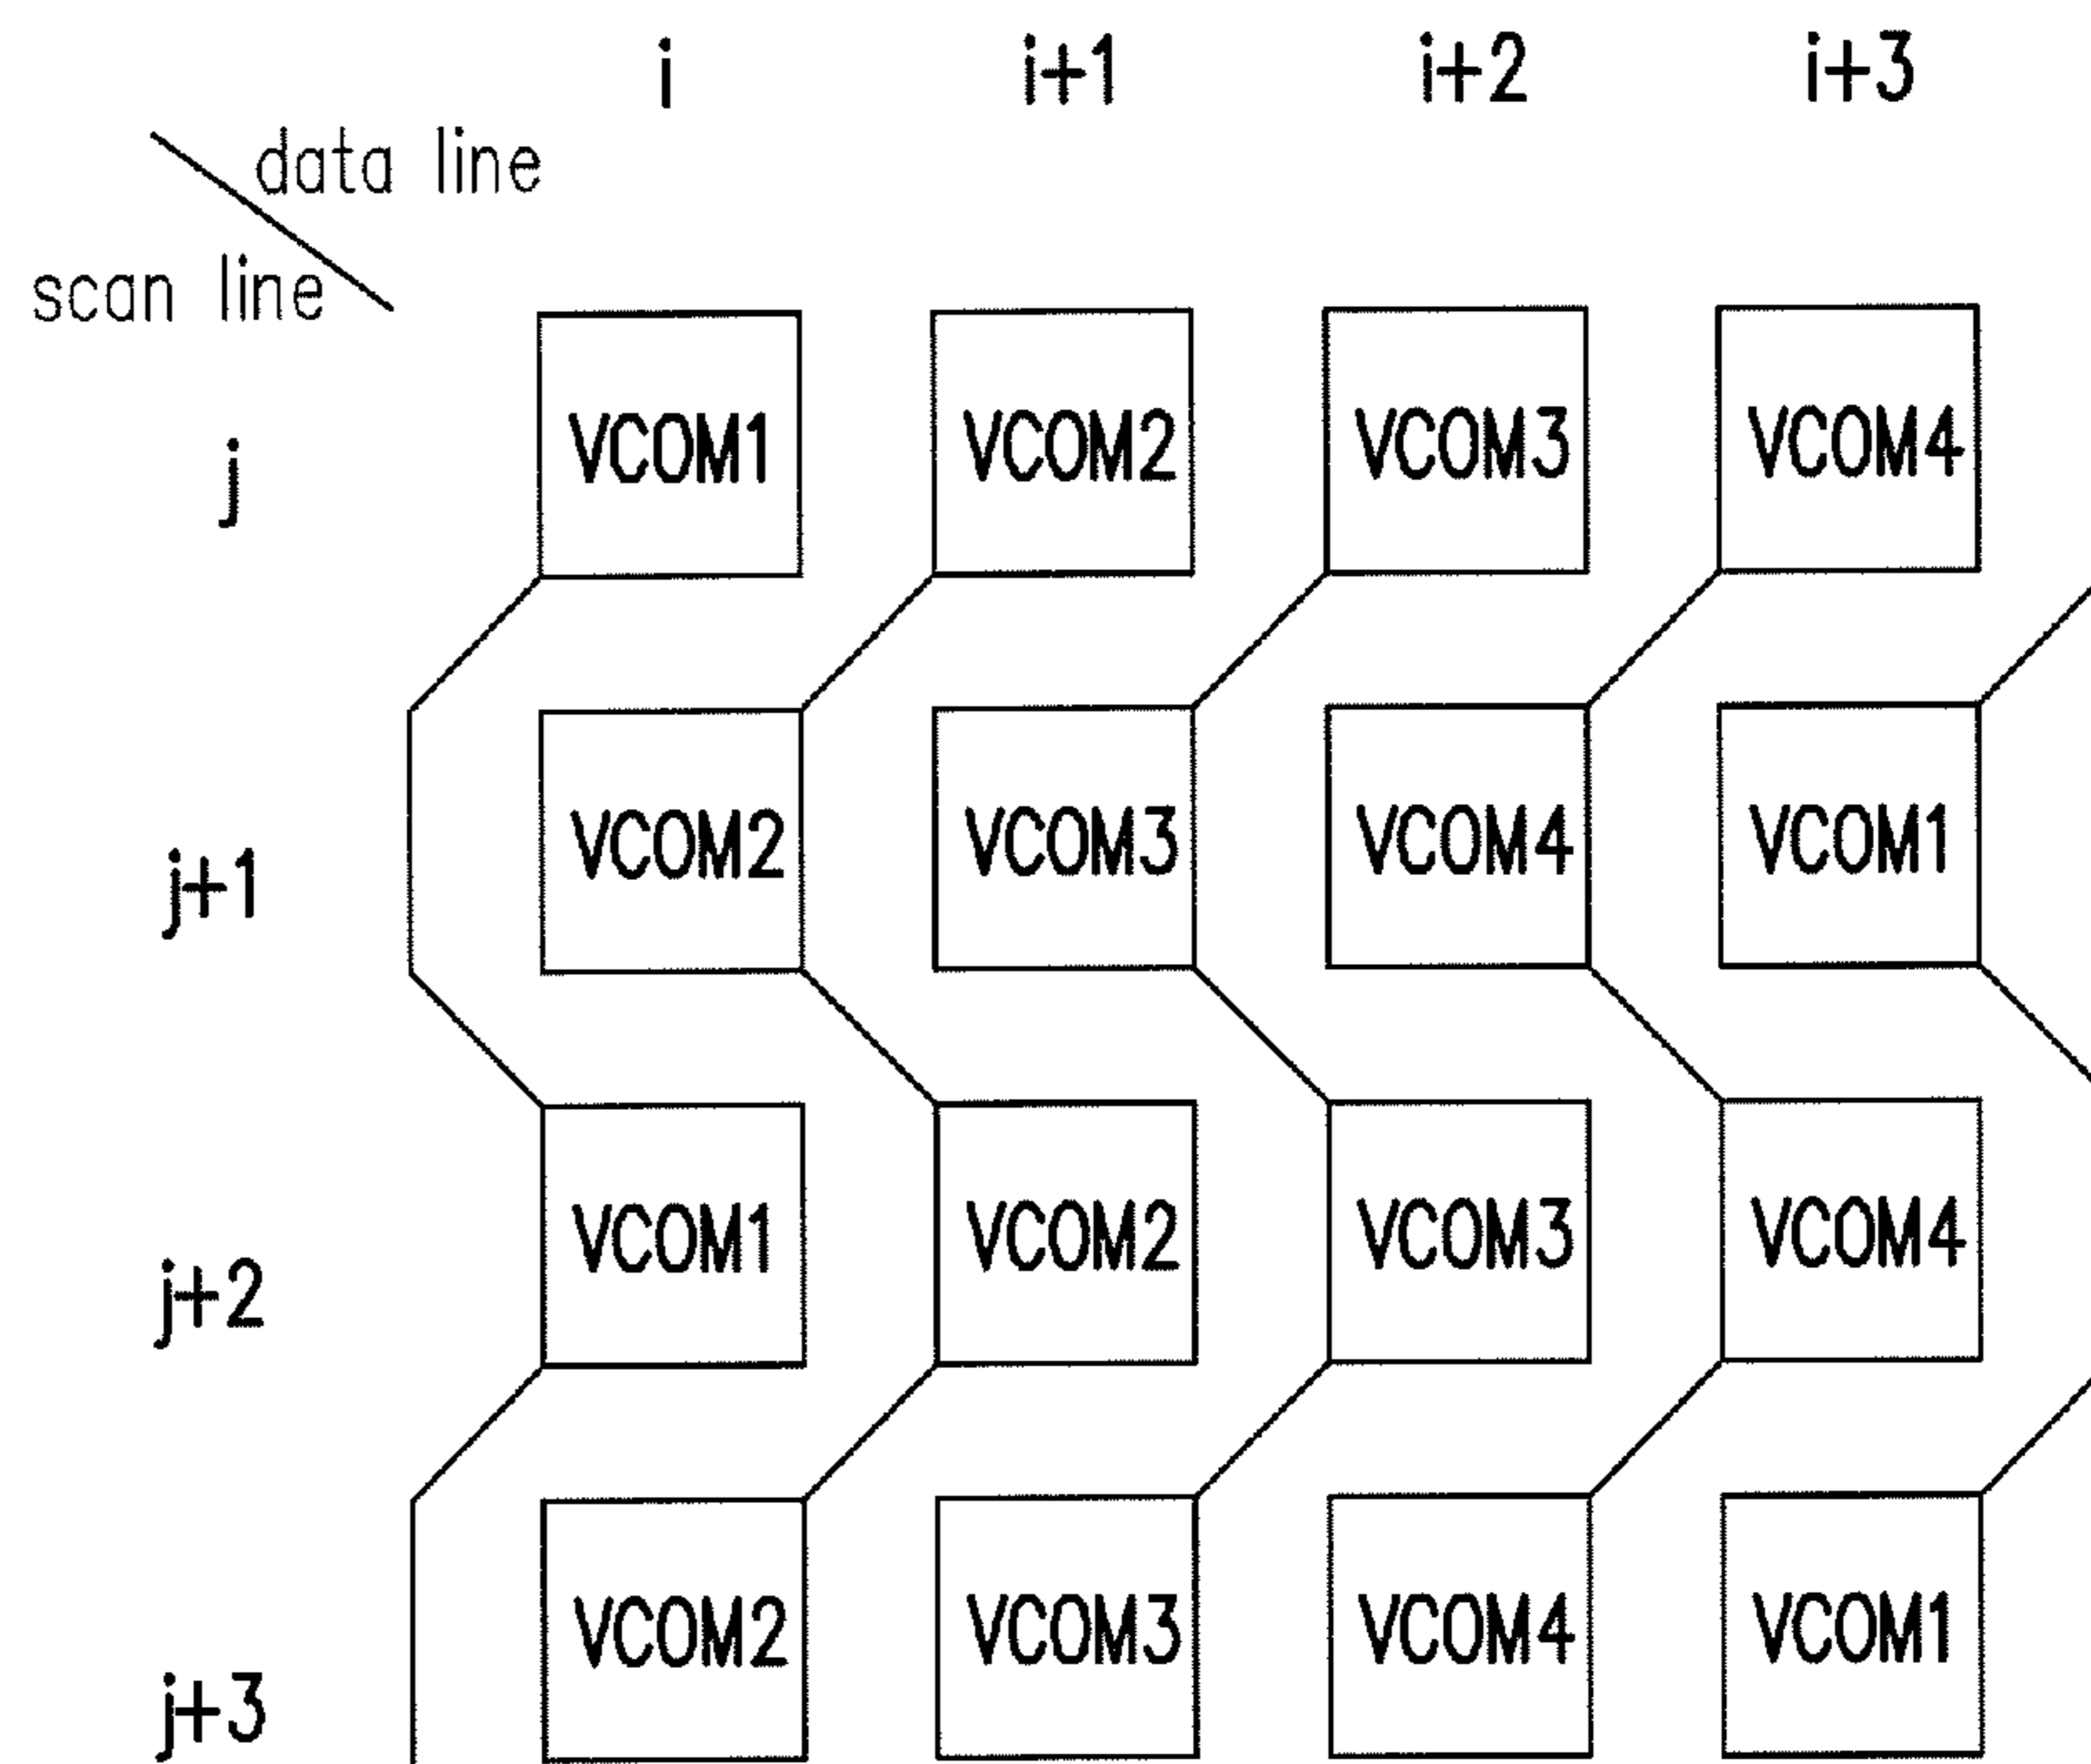 i i+1 i+2 i+3
data line
scan line
j VCOM1 VCOM2 VCOM3 VCOM4
j+1 VCOM2 VCOM3 VCOM4 VCOM1
j+2 VCOM1 VCOM2 VCOM3 VCOM4
j+3 VCOM2 VCOM3 VCOM4 VCOM1